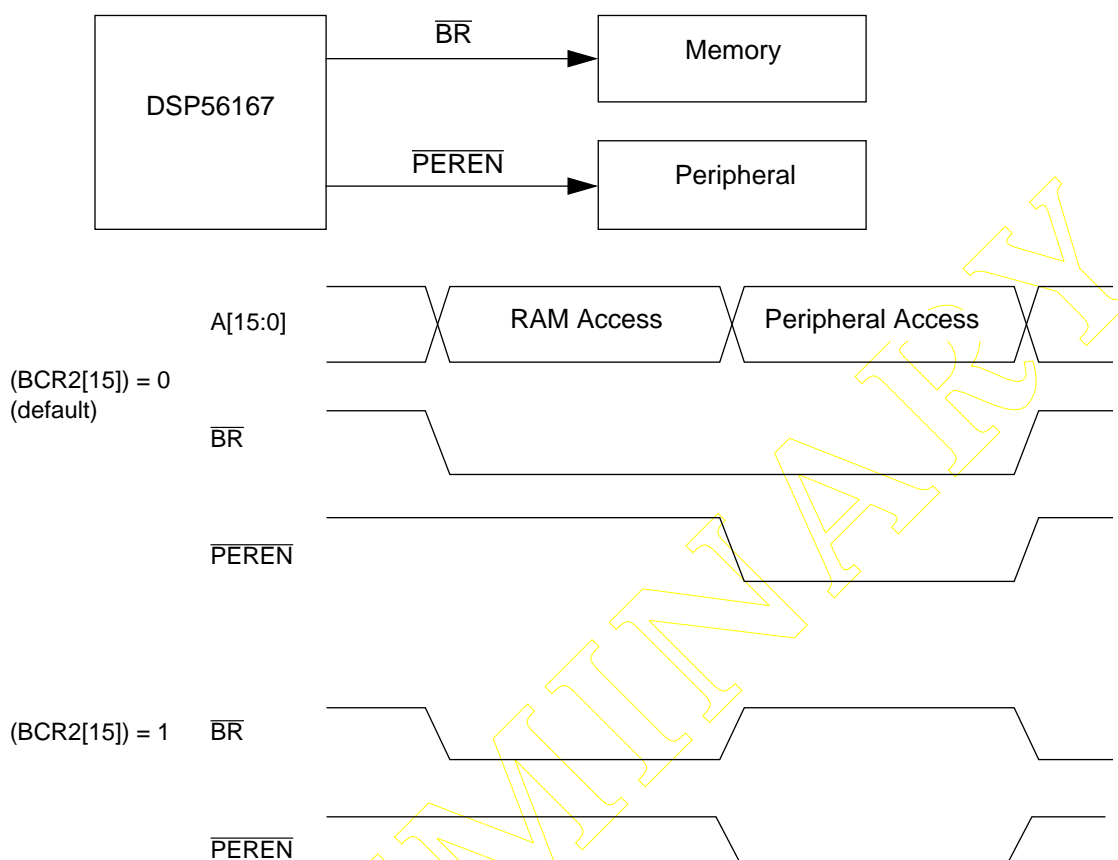 BR
Memory
DSP56167
PEREN
Peripheral
A[15:0]
RAM Access
Peripheral Access
(BCR2[15]) = 0
(default)
BR
PEREN
(BCR2[15]) = 1
BR
PEREN
MINARY